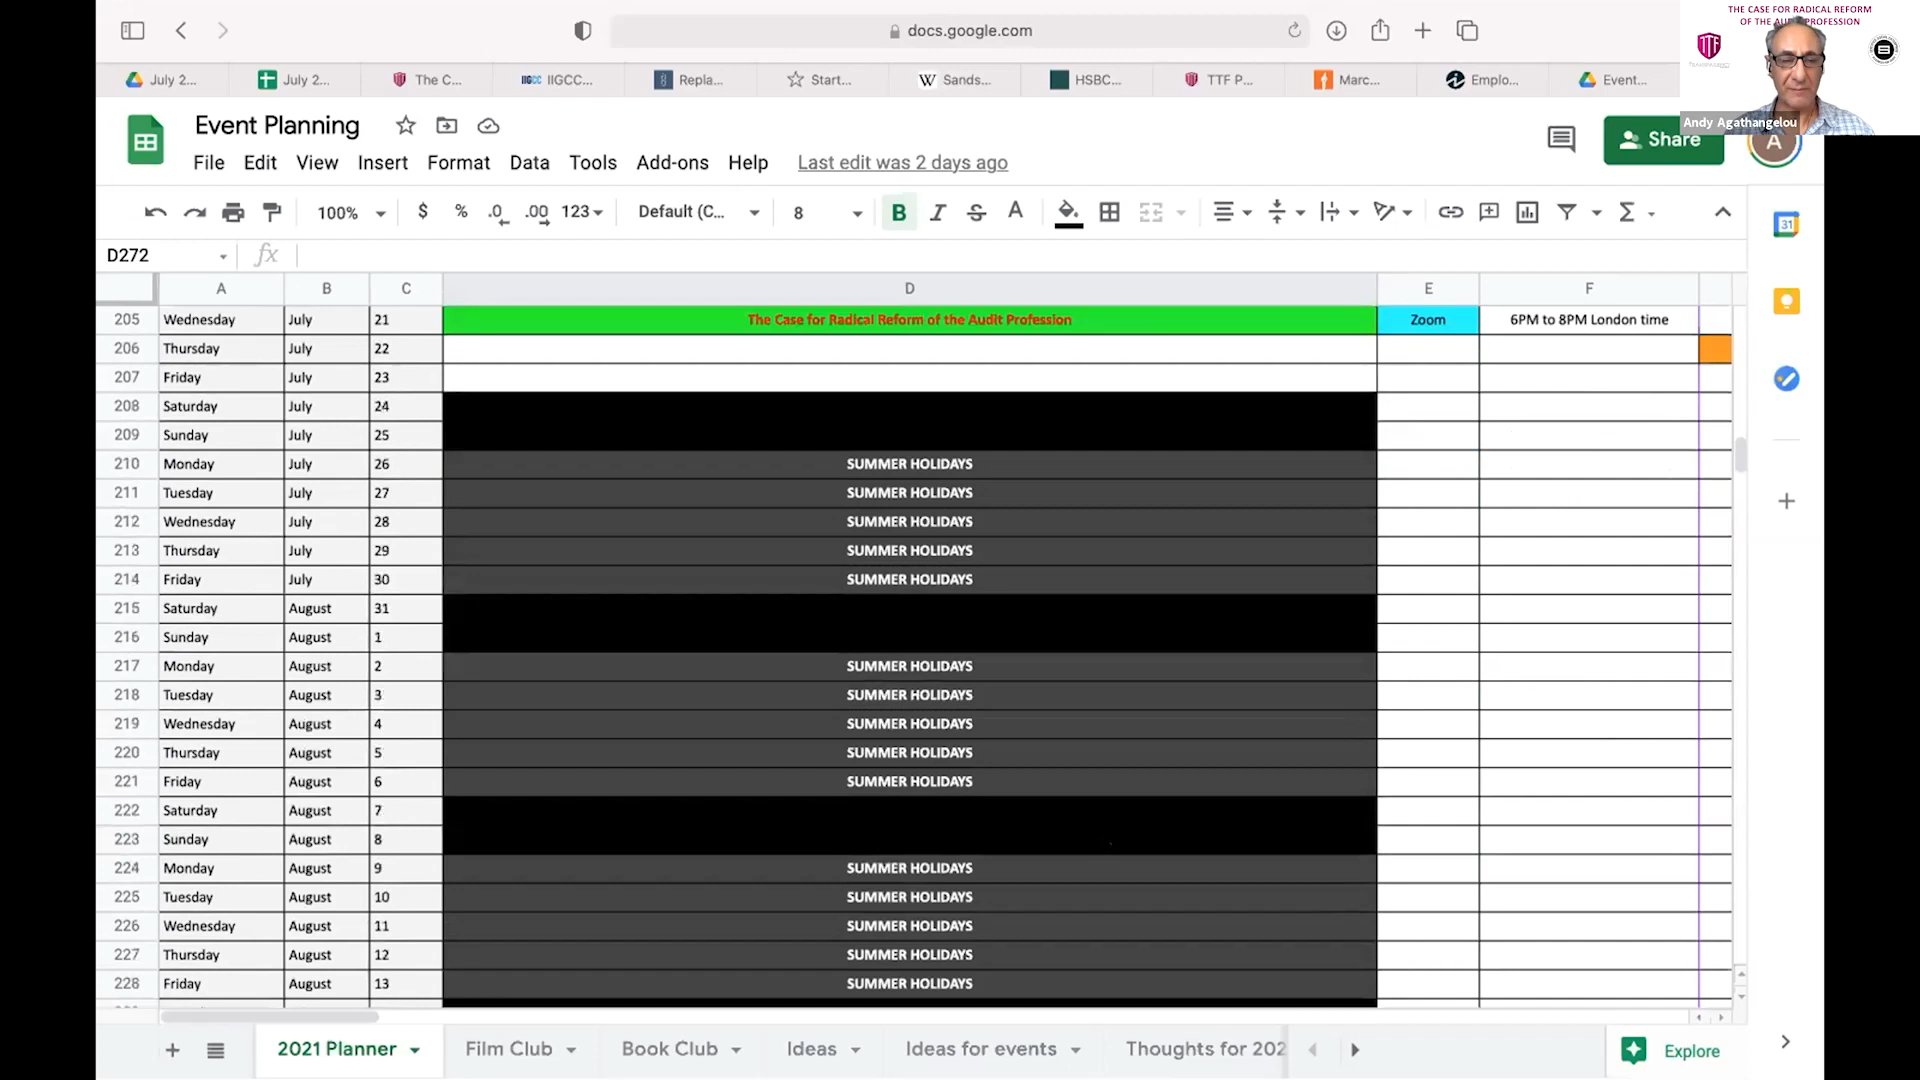 THE CASE FOR RADICAL REFORM
OF THE AUDIT PROFESSION
docs.google.com
July 2... July 2... The C... IIGCC IIGCC... Repla... Start... Sands... HSBC... TTF P... Marc... Emplo... Event...
TTF
Andy Agathangelou
Event Planning
Share
A
File Edit View Insert Format Data Tools Add-ons Help Last edit was 2 days ago
100% $ % .0 .00 123 Default (C... 8 B I S A
31
D272 fx
A B C D E F
205 Wednesday July 21 The Case for Radical Reform of the Audit Profession Zoom 6PM to 8PM London time
206 Thursday July 22
207 Friday July 23
208 Saturday July 24
209 Sunday July 25
210 Monday July 26 SUMMER HOLIDAYS
211 Tuesday July 27 SUMMER HOLIDAYS
212 Wednesday July 28 SUMMER HOLIDAYS
213 Thursday July 29 SUMMER HOLIDAYS
214 Friday July 30 SUMMER HOLIDAYS
215 Saturday August 31
216 Sunday August 1
217 Monday August 2 SUMMER HOLIDAYS
218 Tuesday August 3 SUMMER HOLIDAYS
219 Wednesday August 4 SUMMER HOLIDAYS
220 Thursday August 5 SUMMER HOLIDAYS
221 Friday August 6 SUMMER HOLIDAYS
222 Saturday August 7
223 Sunday August 8
224 Monday August 9 SUMMER HOLIDAYS
225 Tuesday August 10 SUMMER HOLIDAYS
226 Wednesday August 11 SUMMER HOLIDAYS
227 Thursday August 12 SUMMER HOLIDAYS
228 Friday August 13 SUMMER HOLIDAYS
2021 Planner Film Club Book Club Ideas Ideas for events Thoughts for 202 Explore